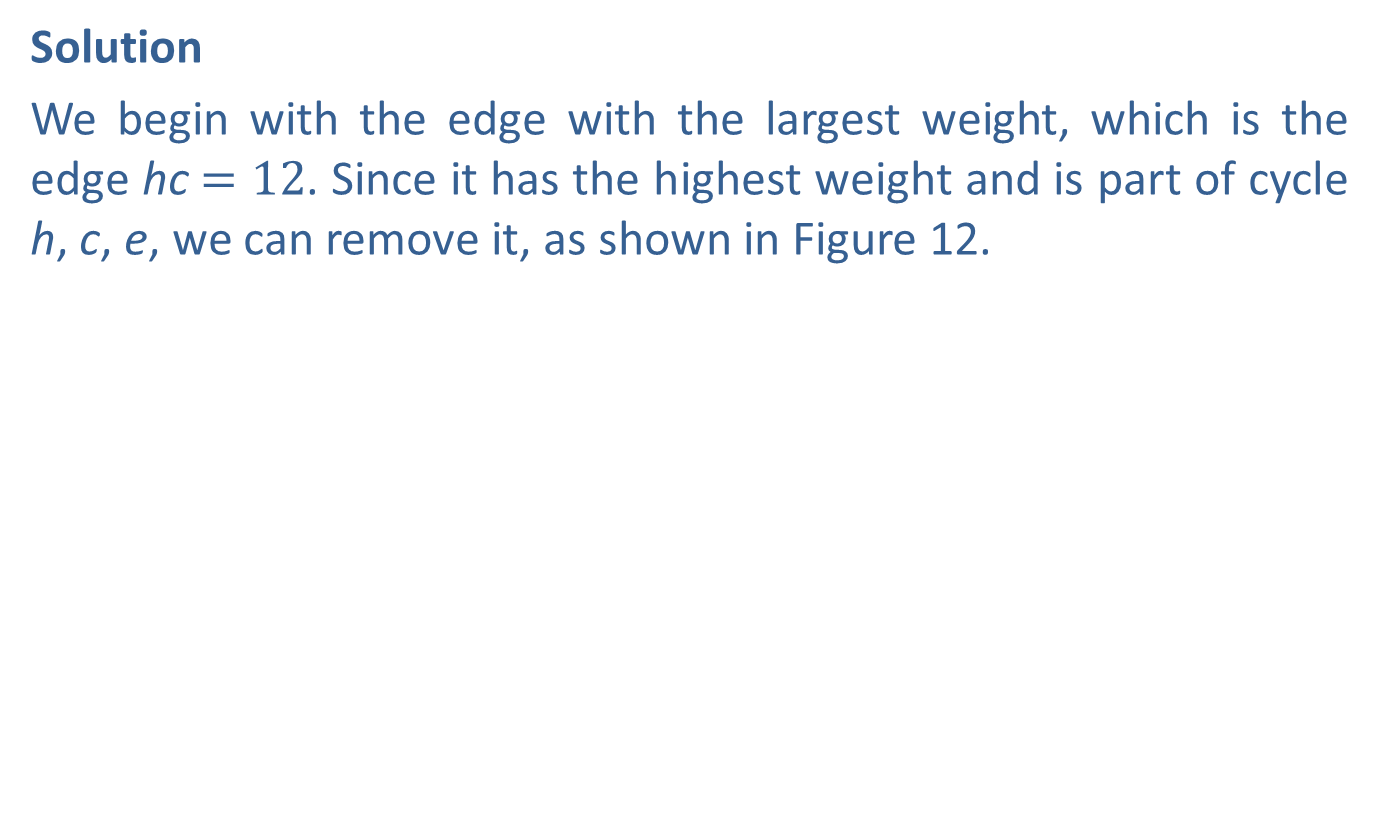 Solution
We begin with the edge with the largest weight, which is the
edge hc = 12. Since it has the highest weight and is part of cycle
h, c, e, we can remove it, as shown in Figure 12.